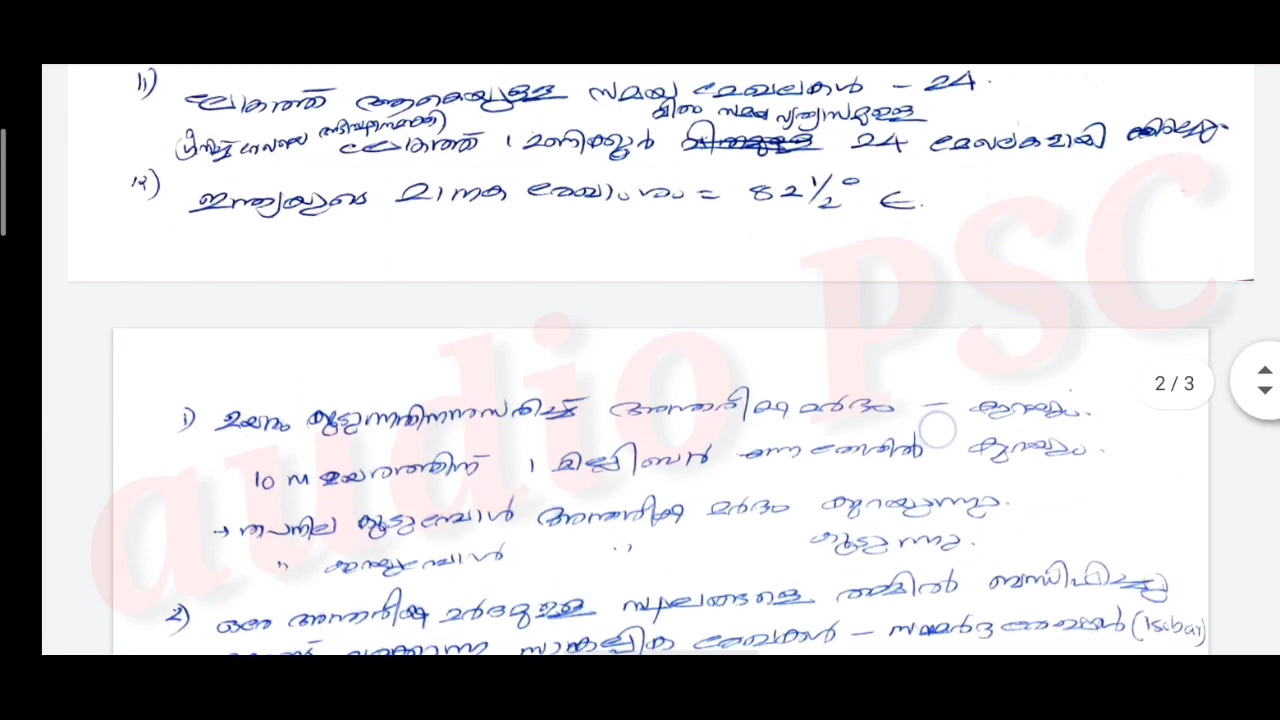 11) ലോകത്ത് ആകെയുള്ള സമയ മേഖലകൾ - 24.
മിൽ സമയ വ്യത്യാസമുള്ള
ഗ്രീനിച്ച് രേഖയെ അടിസ്ഥാനമാക്കി ലോകത്ത് 1 മണിക്കൂർ 24 മേഖലകളായി
12) ഇന്ത്യയുടെ മാനക രേഖാംശം = 82 1/2° E.
2 / 3
1) ഉയരം കൂടുന്നതിനനുസരിച്ച് അന്തരീക്ഷ മർദ്ദം - കുറയും.
10 m ഉയരത്തിന് 1 മില്ലിബാർ എന്ന തോതിൽ കുറയും.
→ താപനില കൂടുമ്പോൾ അന്തരീക്ഷ മർദ്ദം കുറയുന്നു.
" കുറയുമ്പോൾ " കൂടുന്നു.
2) ഒരേ അന്തരീക്ഷ മർദ്ദമുള്ള സ്ഥലങ്ങളെ തമ്മിൽ ബന്ധിപ്പിച്ചു
വരക്കുന്ന സാങ്കല്പിക രേഖകൾ - സമമർദ്ദ രേഖകൾ (Isobar)
audio PSC